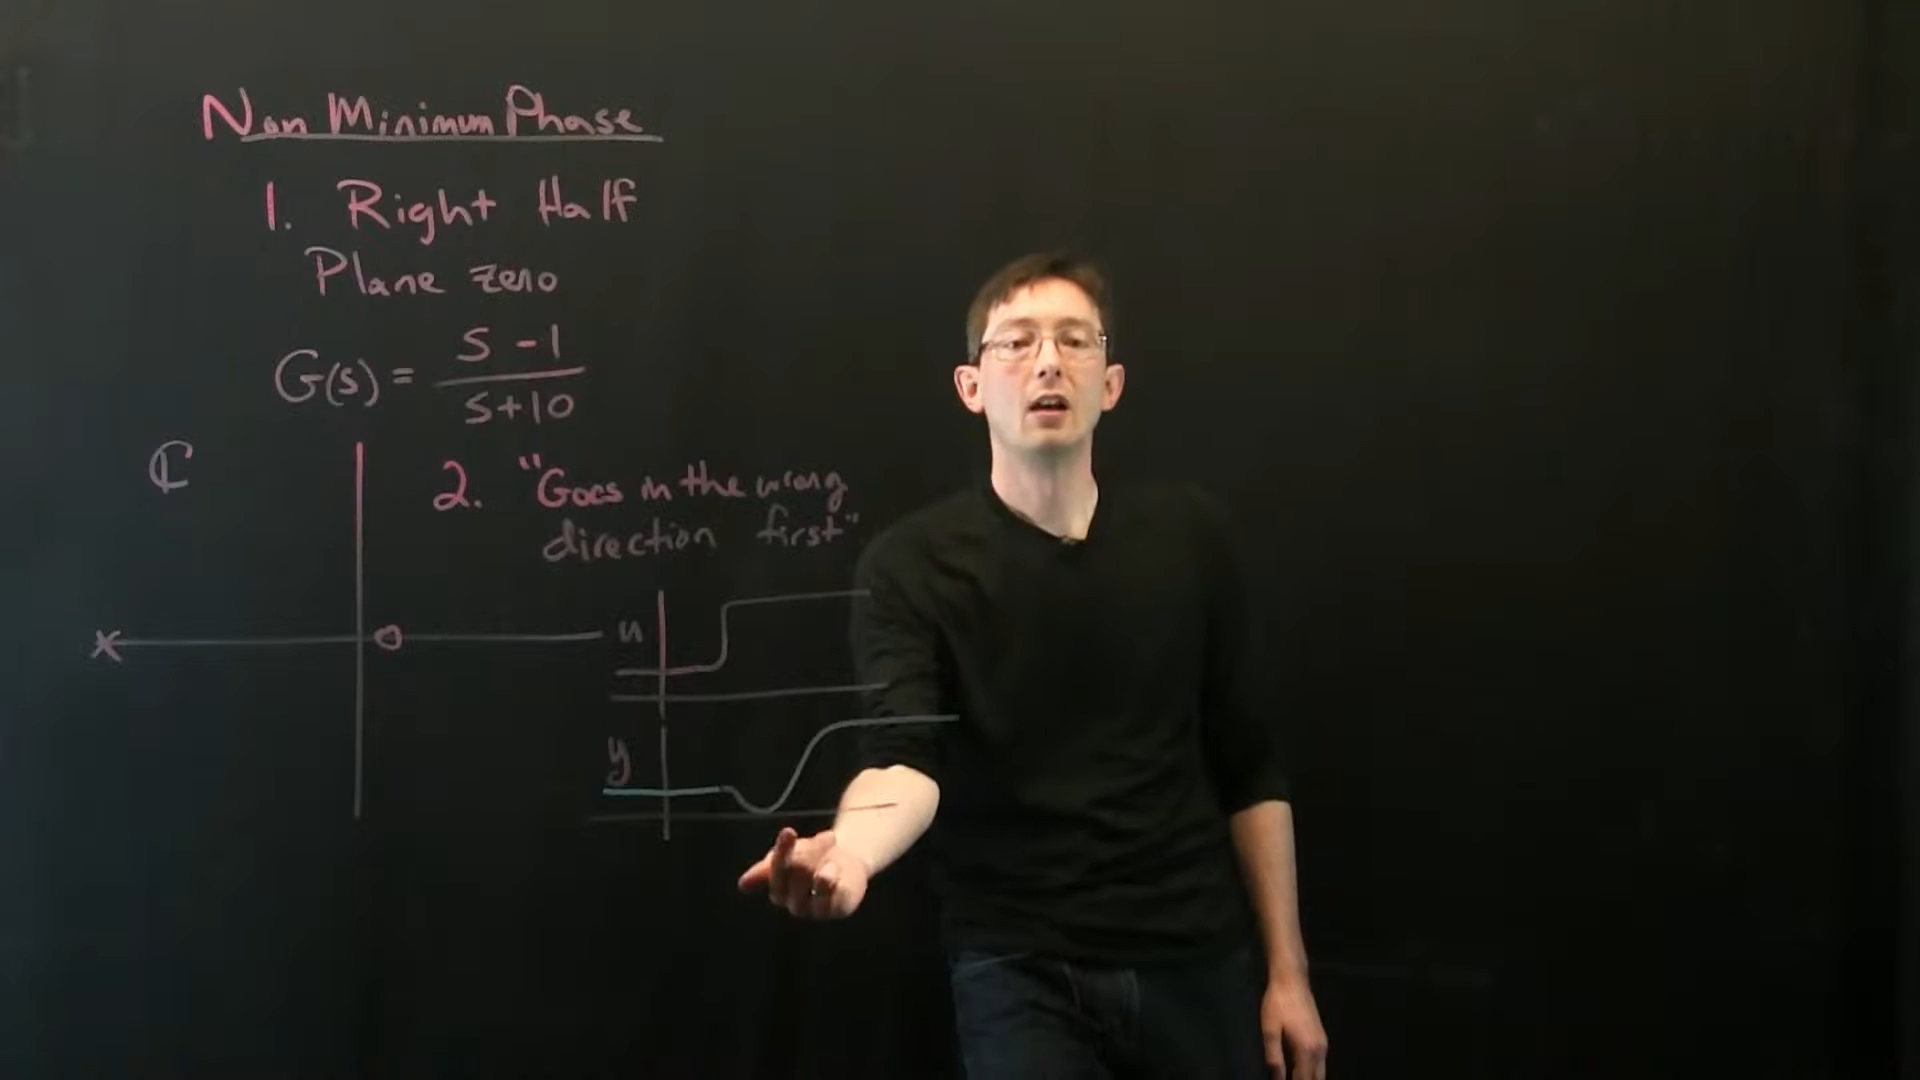 Non Minimum Phase
1. Right Half
Plane zero
G(s) = s-1
s+10
ℂ
2. "Goes in the wrong
direction first"
u
y